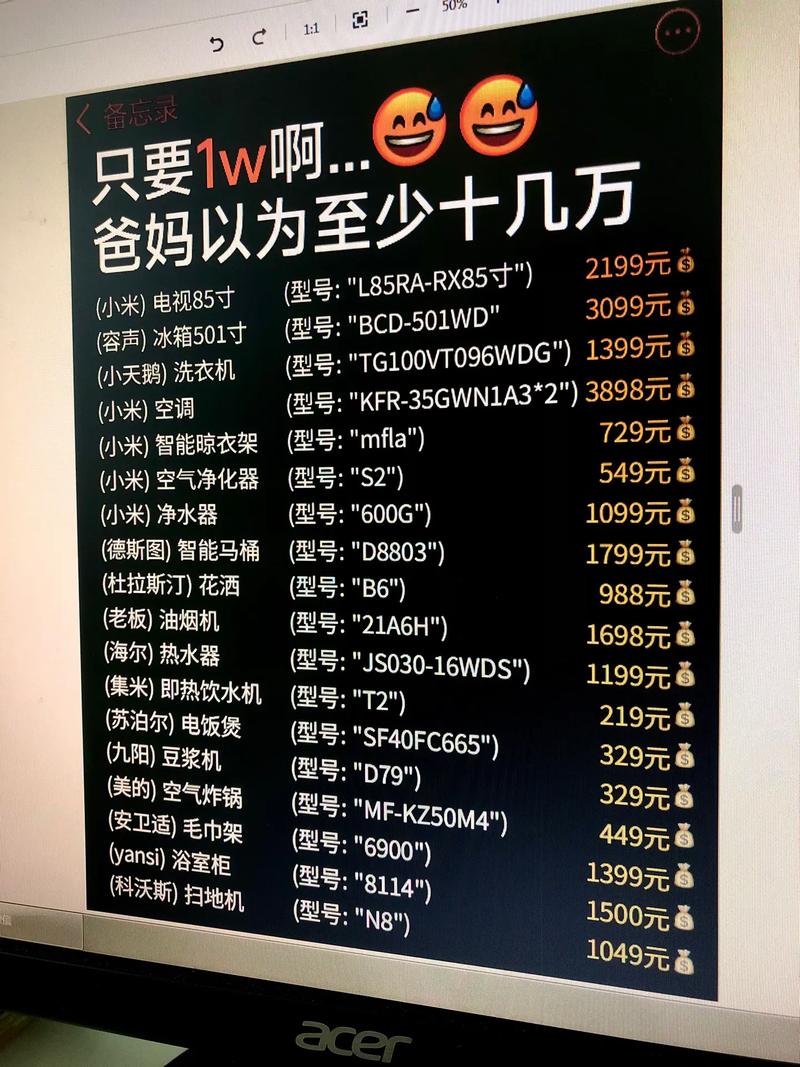 1:1
50%
备忘录
只要1w啊...
爸妈以为至少十几万
(小米) 电视85寸 (型号: "L85RA-RX85寸") 2199元
(容声) 冰箱501寸 (型号: "BCD-501WD" 3099元
(小天鹅) 洗衣机 (型号: "TG100VT096WDG") 1399元
(小米) 空调 (型号: "KFR-35GWN1A3*2") 3898元
(小米) 智能晾衣架 (型号: "mfla") 729元
(小米) 空气净化器 (型号: "S2") 549元
(小米) 净水器 (型号: "600G") 1099元
(德斯图) 智能马桶 (型号: "D8803") 1799元
(杜拉斯汀) 花洒 (型号: "B6") 988元
(老板) 油烟机 (型号: "21A6H") 1698元
(海尔) 热水器 (型号: "JS030-16WDS") 1199元
(集米) 即热饮水机 (型号: "T2") 219元
(苏泊尔) 电饭煲 (型号: "SF40FC665") 329元
(九阳) 豆浆机 (型号: "D79") 329元
(美的) 空气炸锅 (型号: "MF-KZ50M4") 449元
(安卫适) 毛巾架 (型号: "6900") 1399元
(yansi) 浴室柜 (型号: "8114") 1500元
(科沃斯) 扫地机 (型号: "N8") 1049元
acer